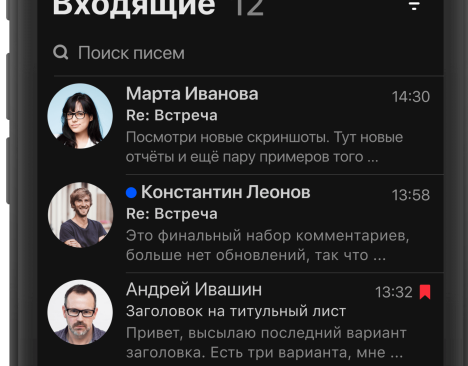 Входящие 12
Поиск писем
Марта Иванова 14:30
Re: Встреча
Посмотри новые скриншоты. Тут новые
отчёты и ещё пару примеров того ...
Константин Леонов 13:58
Re: Встреча
Это финальный набор комментариев,
больше нет обновлений, так что ...
Андрей Ивашин 13:32
Заголовок на титульный лист
Привет, высылаю последний вариант
заголовка. Есть три варианта, мне ...